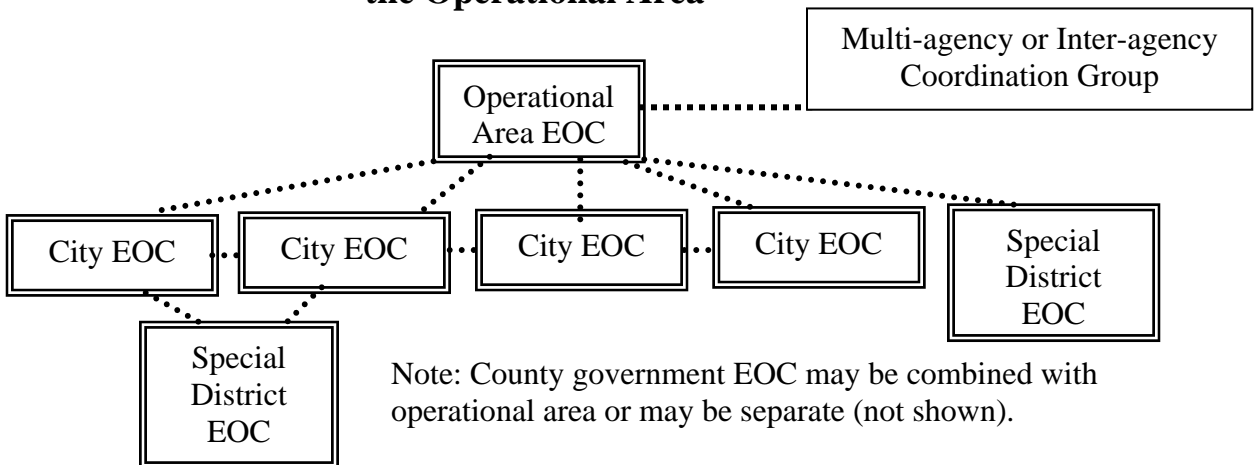 the Operational Area
Multi-agency or Inter-agency
Coordination Group
Operational
Area EOC
City EOC
City EOC
City EOC
City EOC
Special
District
EOC
Special
District
EOC
Note: County government EOC may be combined with
operational area or may be separate (not shown).